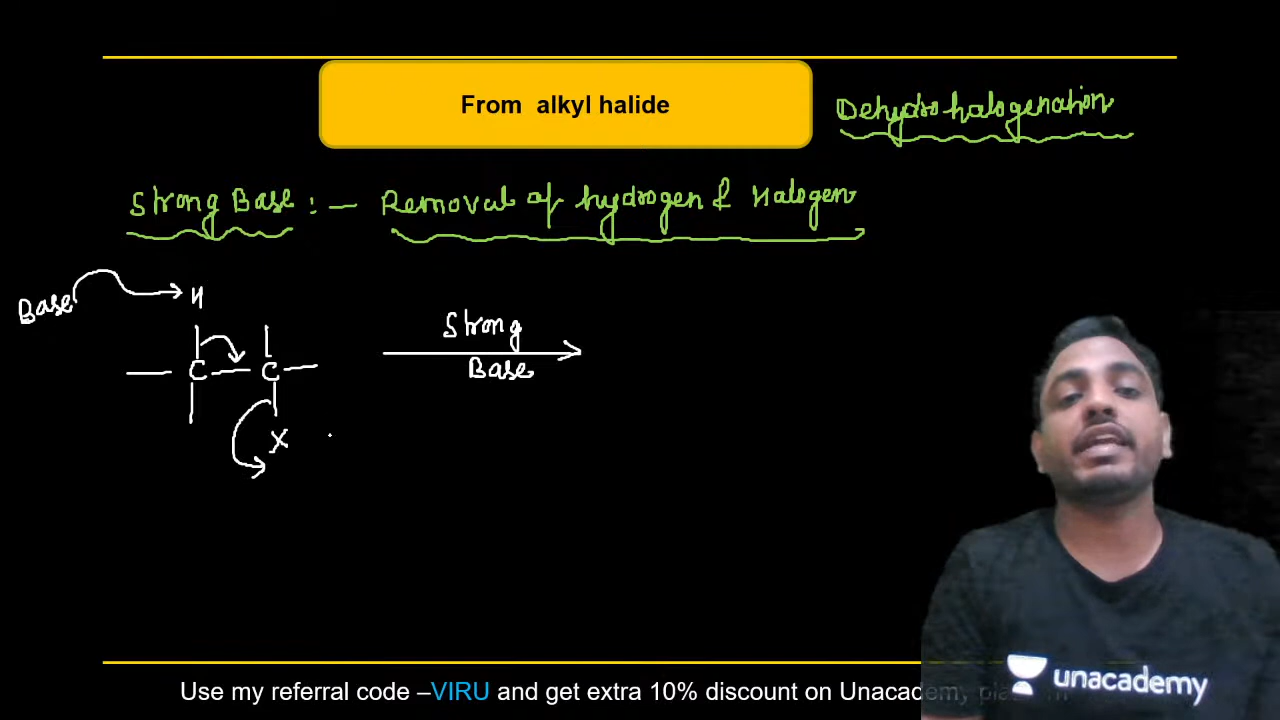 From alkyl halide
Dehydrohalogenation
Strong Base :- Removal of hydrogen & Halogen
Base
H
Strong
C C
Base
X
unacademy
Use my referral code –VIRU and get extra 10% discount on Unacademy